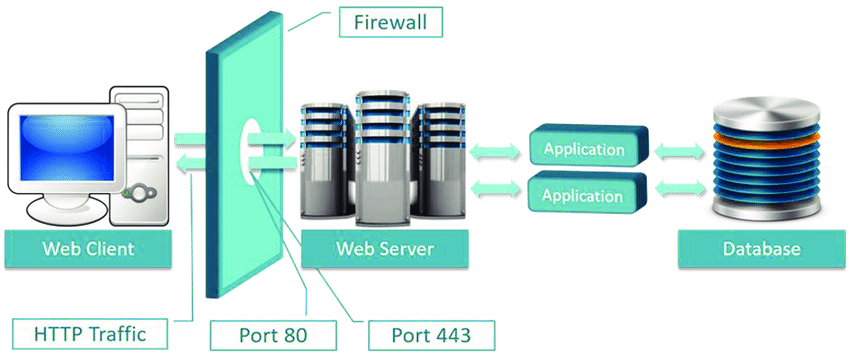 Firewall
Application
Application
Web Client
Web Server
Database
HTTP Traffic
Port 80
Port 443